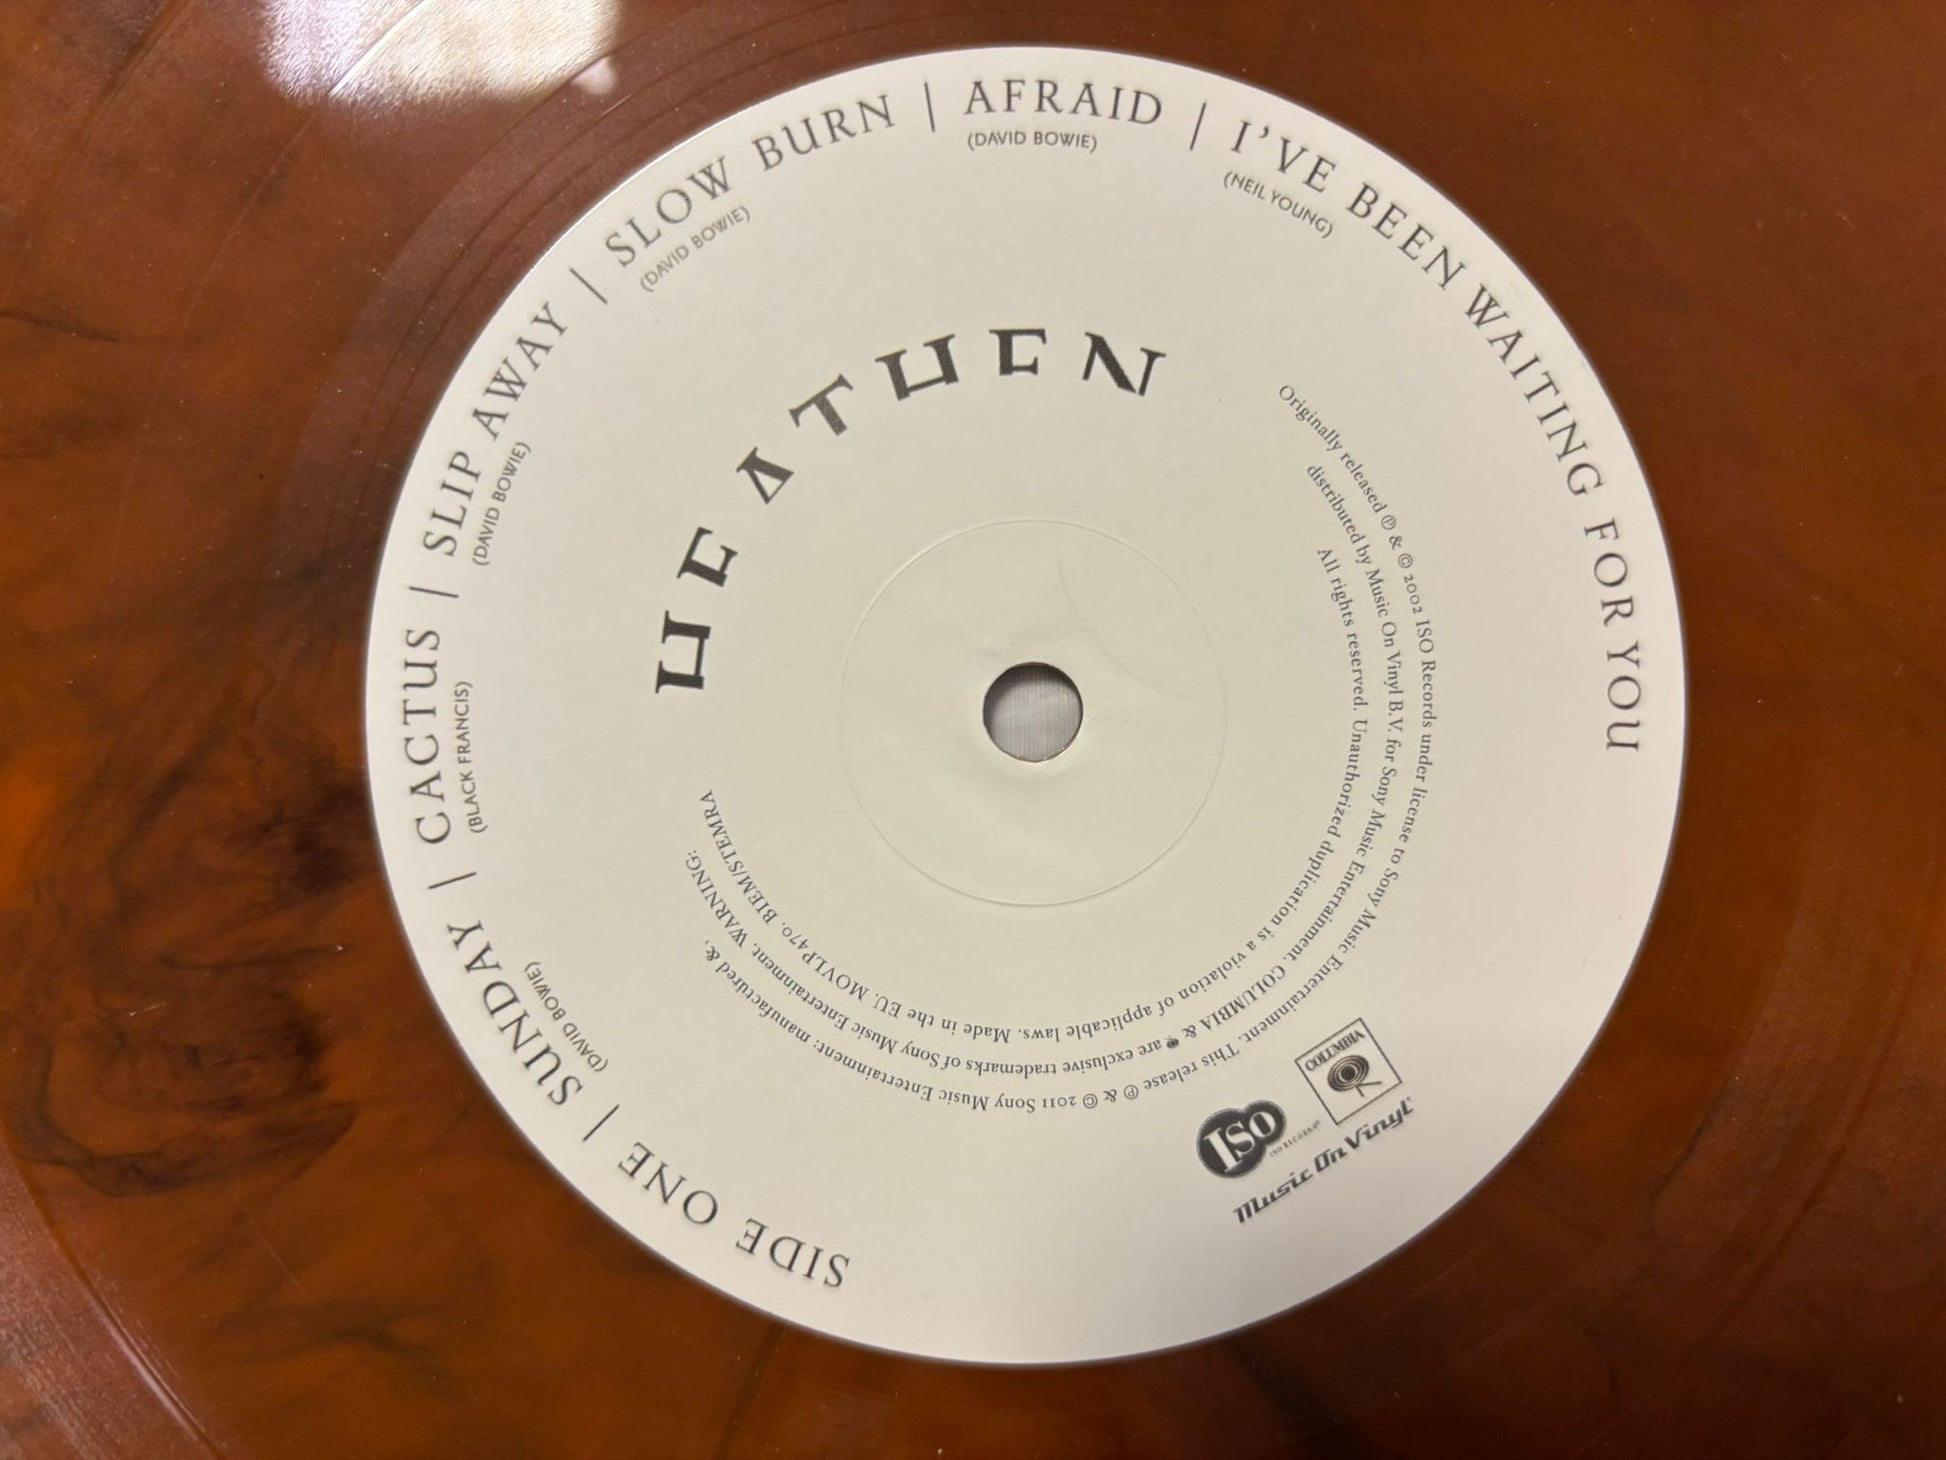 SIDE ONE | SUNDAY | CACTUS | SLIP AWAY | SLOW BURN | AFRAID | I'VE BEEN WAITING FOR YOU
(DAVID BOWIE)
(BLACK FRANCIS)
(DAVID BOWIE)
(DAVID BOWIE)
(DAVID BOWIE)
(NEIL YOUNG)
HEATHEN
Originally released ℗ & © 2002 ISO Records under license to Sony Music Entertainment. This release ℗ & © 2011 Sony Music Entertainment; manufactured &
distributed by Music On Vinyl B.V. for Sony Music Entertainment. COLUMBIA & are exclusive trademarks of Sony Music Entertainment. WARNING:
All rights reserved. Unauthorized duplication is a violation of applicable laws. Made in the EU. MOVLP470. BIEM/STEMRA
COLUMBIA
ISO
ISO RECORDS
Music On Vinyl